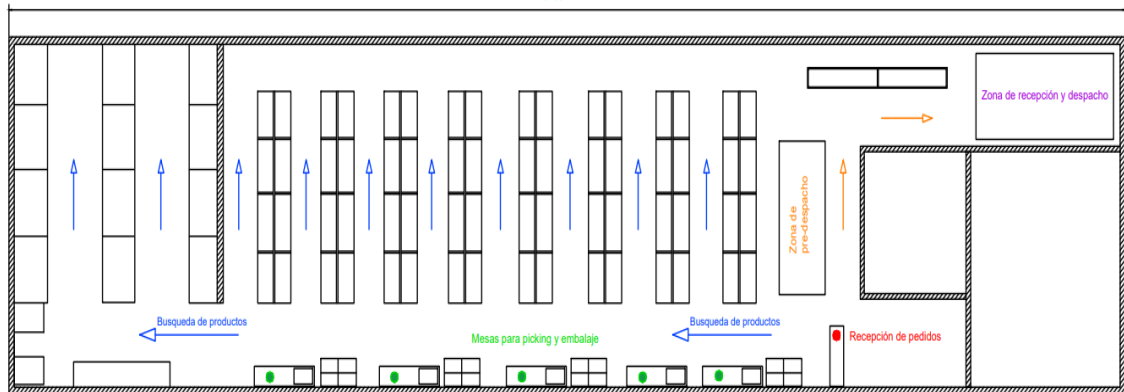 Zona de recepción y despacho
Zona de
pre-despacho
Busqueda de productos
Busqueda de productos
Mesas para picking y embalaje
Recepción de pedidos